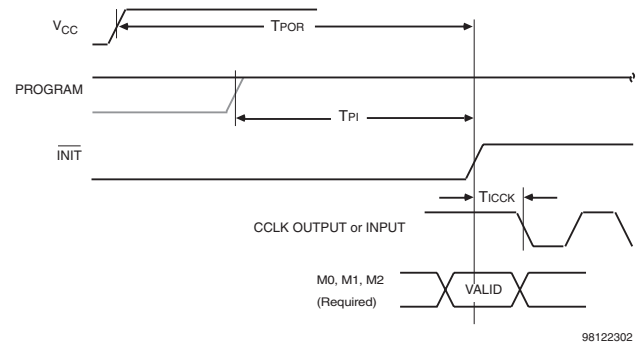 VCC
TPOR
PROGRAM
TPI
INIT
TICCK
CCLK OUTPUT or INPUT
M0, M1, M2
(Required)
VALID
98122302